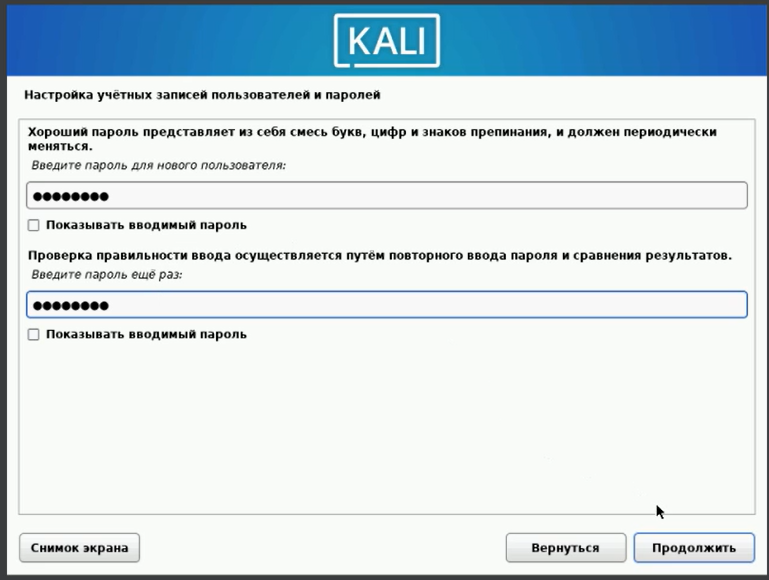 KALI
Настройка учётных записей пользователей и паролей
Хороший пароль представляет из себя смесь букв, цифр и знаков препинания, и должен периодически
меняться.
Введите пароль для нового пользователя:
●●●●●●●●
Показывать вводимый пароль
Проверка правильности ввода осуществляется путём повторного ввода пароля и сравнения результатов.
Введите пароль ещё раз:
●●●●●●●●
Показывать вводимый пароль
Снимок экрана
Вернуться
Продолжить